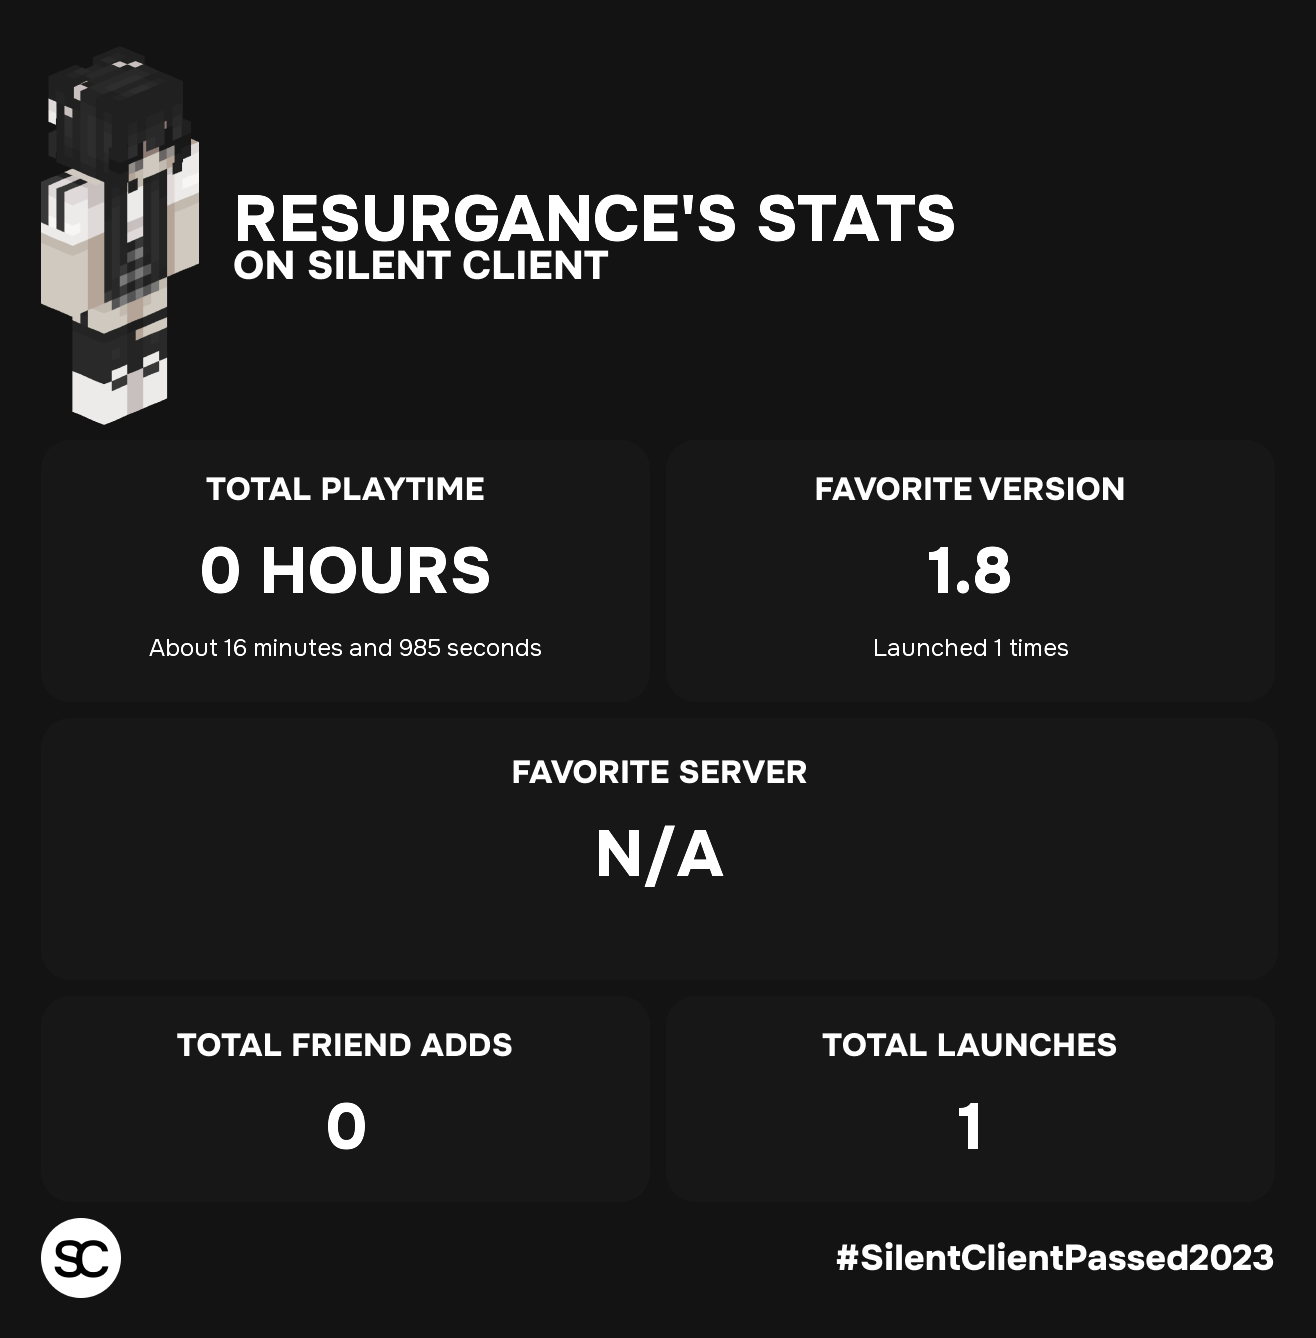 RESURGANCE'S STATS
ON SILENT CLIENT
TOTAL PLAYTIME
0 HOURS
About 16 minutes and 985 seconds
FAVORITE VERSION
1.8
Launched 1 times
FAVORITE SERVER
N/A
TOTAL FRIEND ADDS
0
TOTAL LAUNCHES
1
SC
#SilentClientPassed2023